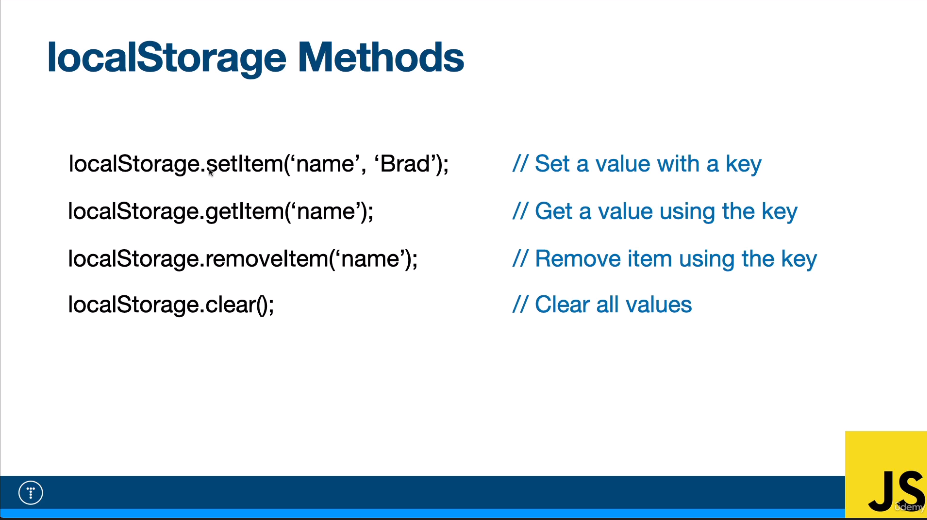 localStorage Methods
localStorage.setItem(‘name’, ‘Brad’); // Set a value with a key
localStorage.getItem(‘name’); // Get a value using the key
localStorage.removeItem(‘name’); // Remove item using the key
localStorage.clear(); // Clear all values
T
JS
udemy